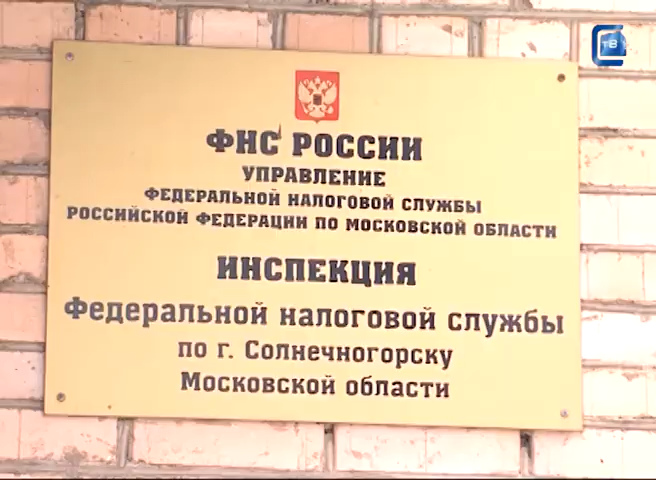 ТВ
ФНС РОССИИ
УПРАВЛЕНИЕ
ФЕДЕРАЛЬНОЙ НАЛОГОВОЙ СЛУЖБЫ
РОССИЙСКОЙ ФЕДЕРАЦИИ ПО МОСКОВСКОЙ ОБЛАСТИ
ИНСПЕКЦИЯ
Федеральной налоговой службы
по г. Солнечногорску
Московской области